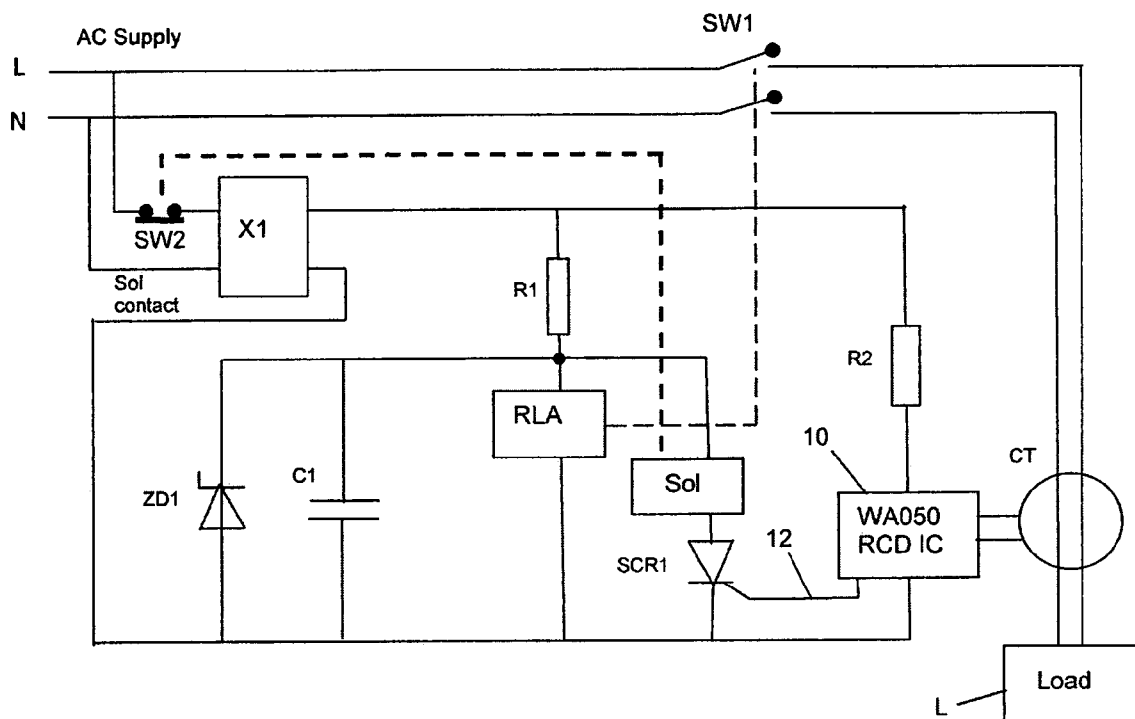 AC Supply
SW1
L
N
SW2
X1
Sol
contact
R1
R2
RLA
10
CT
ZD1
C1
Sol
WA050
RCD IC
12
SCR1
L
Load